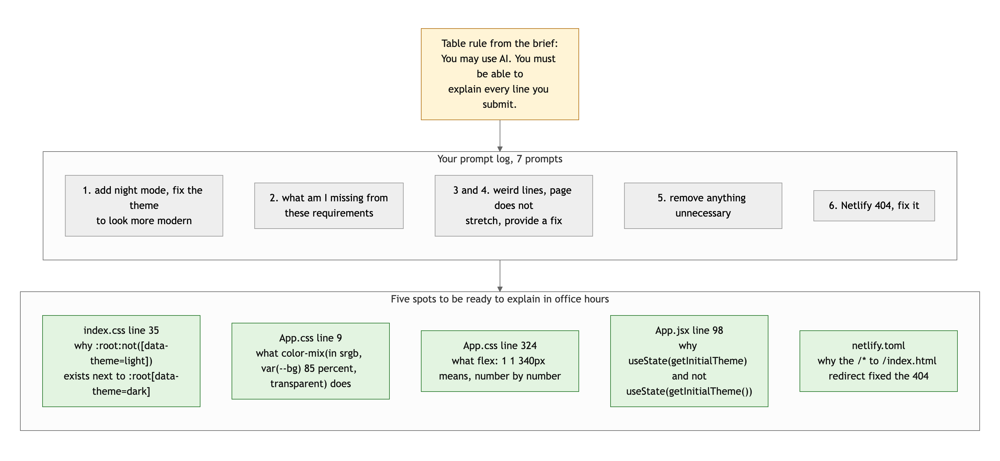 Table rule from the brief:
You may use AI. You must
be able to
explain every line you
submit.
Your prompt log, 7 prompts
1. add night mode, fix the
theme
to look more modern
2. what am I missing from
these requirements
3 and 4. weird lines, page
does not
stretch, provide a fix
5. remove anything
unnecessary
6. Netlify 404, fix it
Five spots to be ready to explain in office hours
index.css line 35
why :root:not([data-
theme=light])
exists next to :root[data-
theme=dark]
App.css line 9
what color-mix(in srgb,
var(--bg) 85 percent,
transparent) does
App.css line 324
what flex: 1 1 340px
means, number by number
App.jsx line 98
why
useState(getInitialTheme)
and not
useState(getInitialTheme())
netlify.toml
why the /* to /index.html
redirect fixed the 404